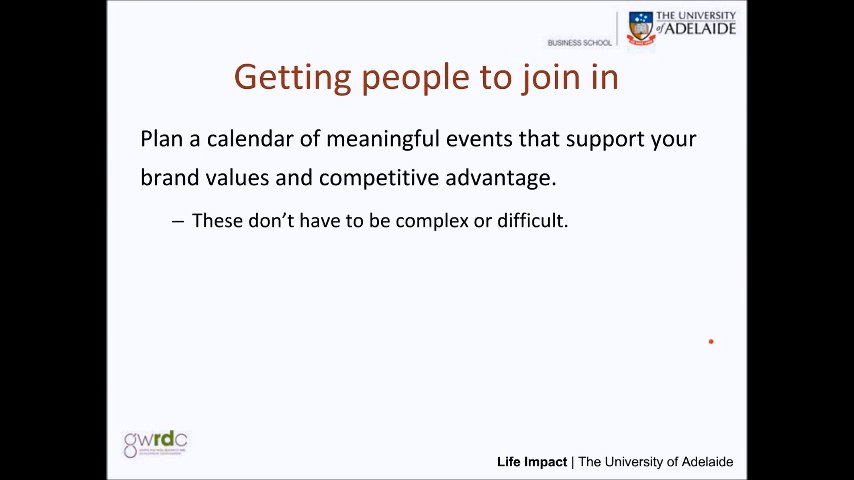 THE UNIVERSITY
of ADELAIDE
BUSINESS SCHOOL
Getting people to join in
Plan a calendar of meaningful events that support your
brand values and competitive advantage.
– These don’t have to be complex or difficult.
gwrdc
Life Impact | The University of Adelaide